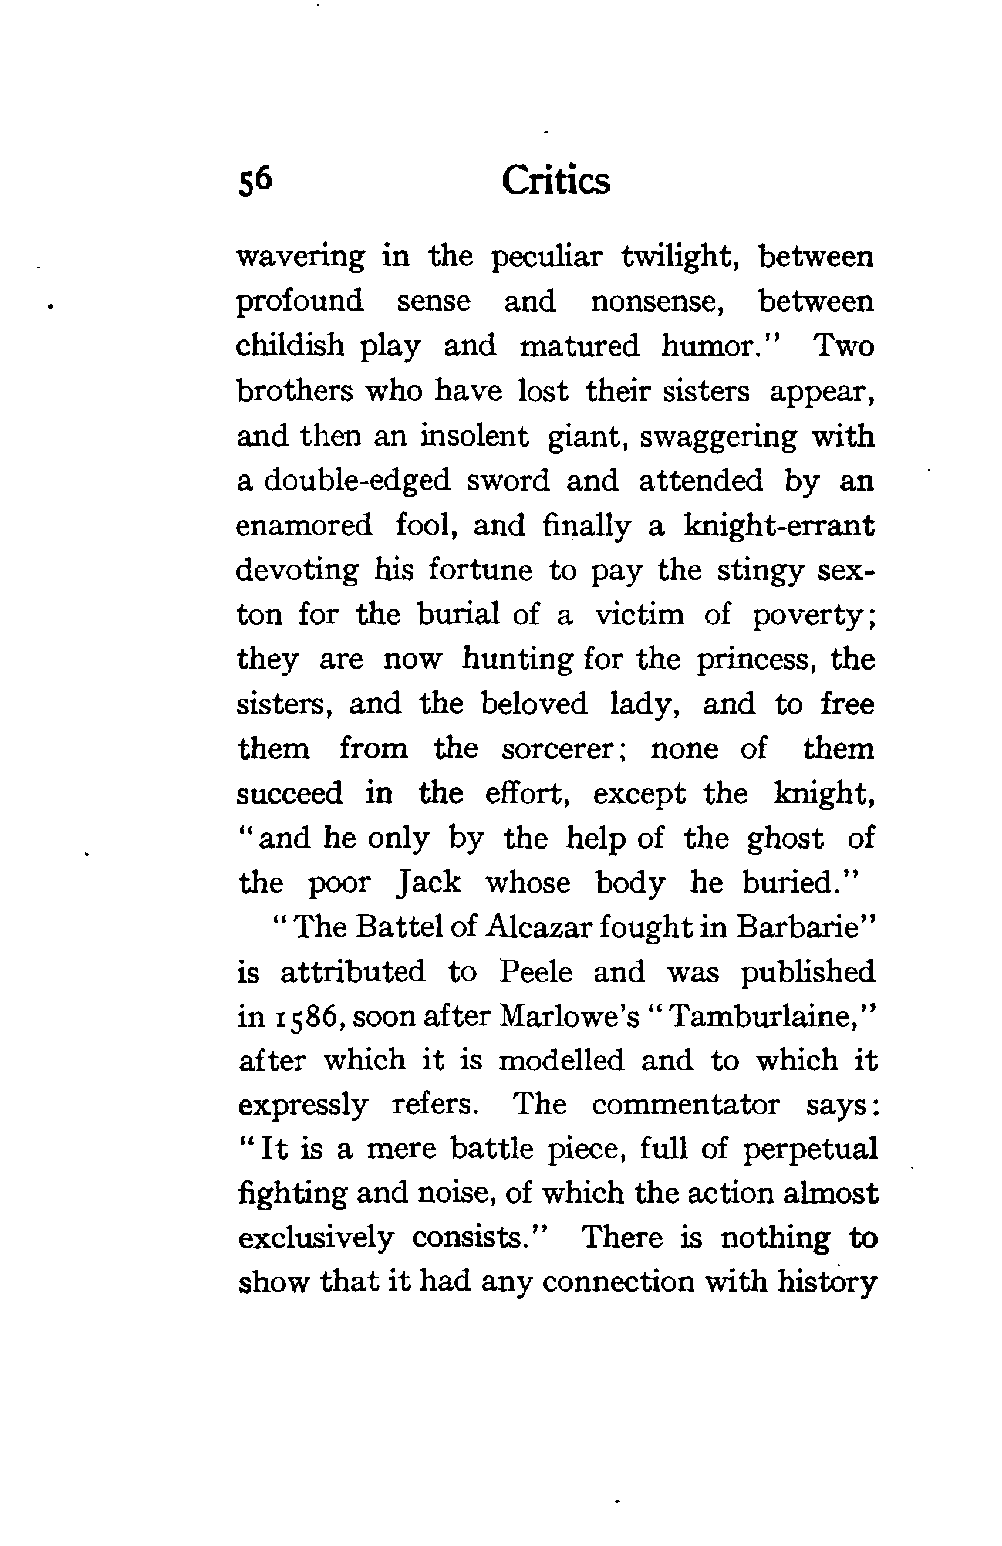 56 Critics
wavering in the peculiar twilight, between
profound sense and nonsense, between
childish play and matured humor." Two
brothers who have lost their sisters appear,
and then an insolent giant, swaggering with
a double-edged sword and attended by an
enamored fool, and finally a knight-errant
devoting his fortune to pay the stingy sex-
ton for the burial of a victim of poverty;
they are now hunting for the princess, the
sisters, and the beloved lady, and to free
them from the sorcerer; none of them
succeed in the effort, except the knight,
"and he only by the help of the ghost of
the poor Jack whose body he buried."
"The Battel of Alcazar fought in Barbarie"
is attributed to Peele and was published
in 1586, soon after Marlowe's "Tamburlaine,"
after which it is modelled and to which it
expressly refers. The commentator says:
"It is a mere battle piece, full of perpetual
fighting and noise, of which the action almost
exclusively consists." There is nothing to
show that it had any connection with history